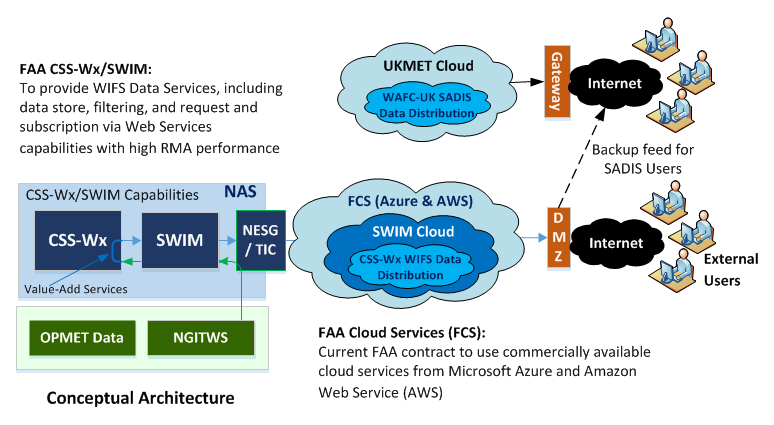 FAA CSS-Wx/SWIM:
To provide WIFS Data Services, including
data store, filtering, and request and
subscription via Web Services
capabilities with high RMA performance
UKMET Cloud
WAFC-UK SADIS
Data Distribution
Gateway
Internet
Backup feed for
SADIS Users
CSS-Wx/SWIM Capabilities
NAS
CSS-Wx
SWIM
NESG
/ TIC
Value-Add Services
FCS (Azure & AWS)
SWIM Cloud
CSS-Wx WIFS Data
Distribution
D
M
Z
Internet
External
Users
OPMET Data
NGITWS
Conceptual Architecture
FAA Cloud Services (FCS):
Current FAA contract to use commercially available
cloud services from Microsoft Azure and Amazon
Web Service (AWS)